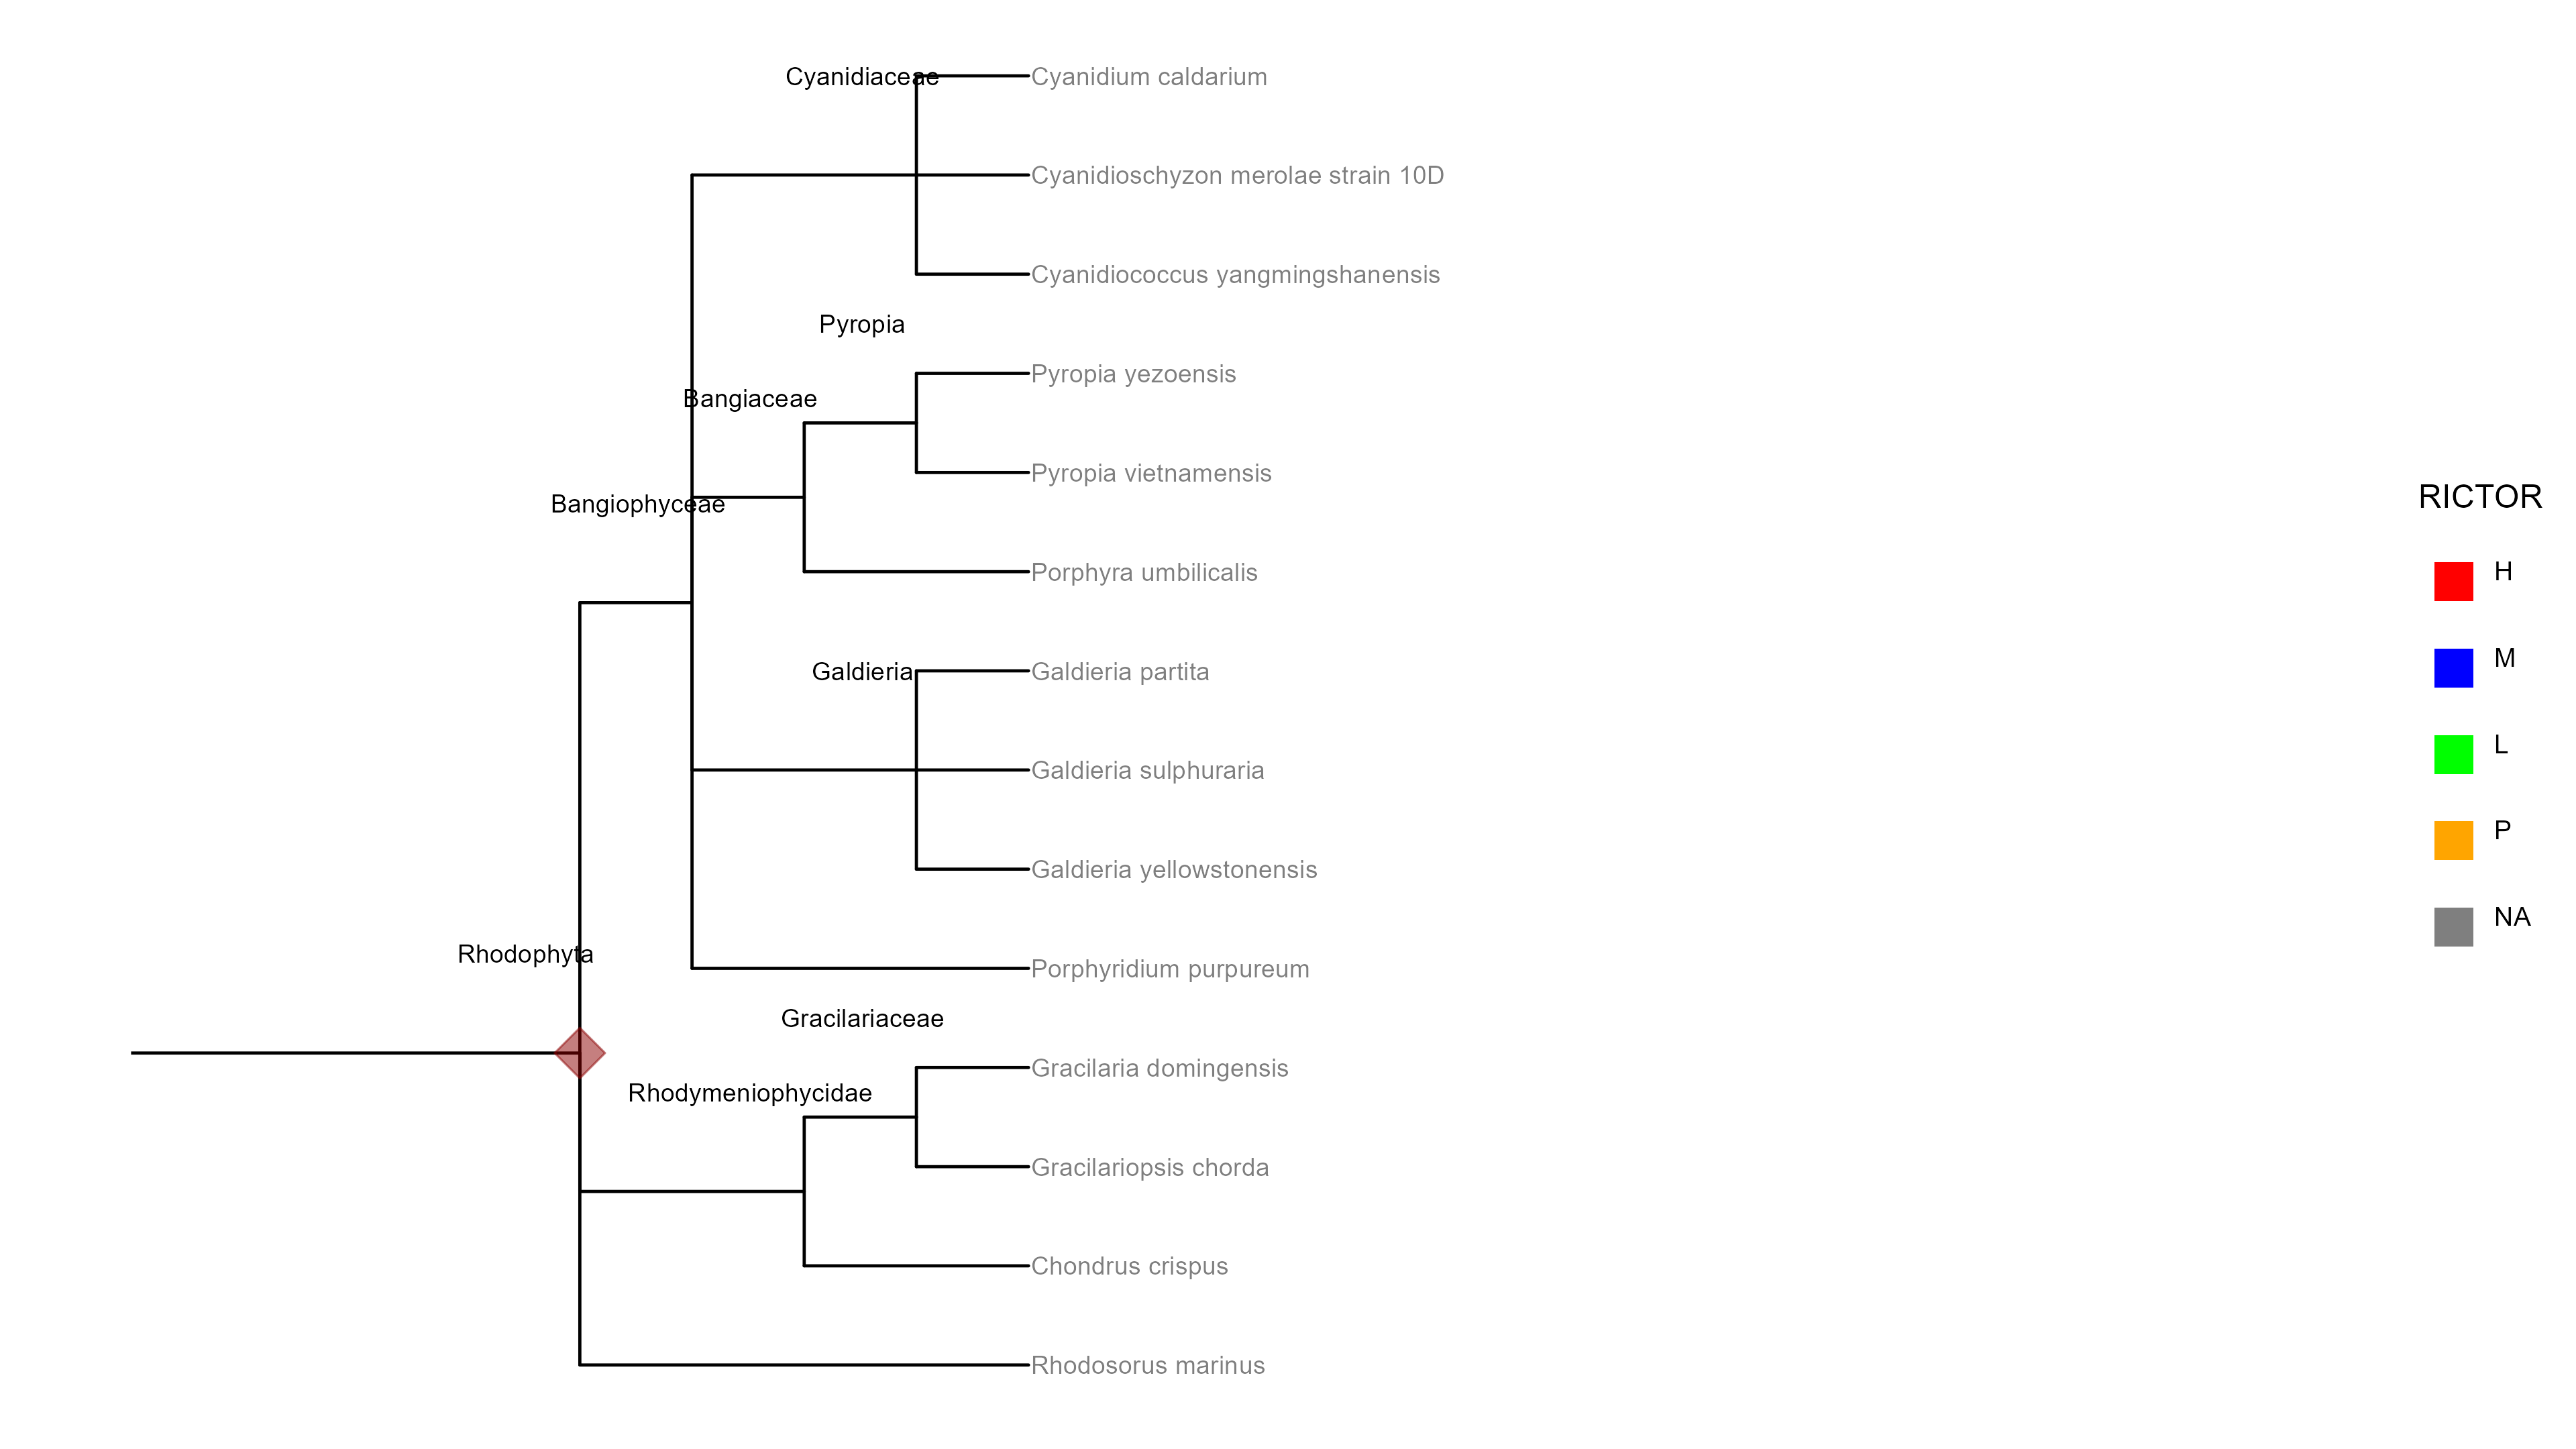 Cyanidiaceae
Cyanidium caldarium
Cyanidioschyzon merolae strain 10D
Cyanidiococcus yangmingshanensis
Pyropia
Pyropia yezoensis
Bangiaceae
Pyropia vietnamensis
Bangiophyceae
Porphyra umbilicalis
Galdieria
Galdieria partita
Galdieria sulphuraria
Galdieria yellowstonensis
Rhodophyta
Porphyridium purpureum
Gracilariaceae
Gracilaria domingensis
Rhodymeniophycidae
Gracilariopsis chorda
Chondrus crispus
Rhodosorus marinus
RICTOR
H
M
L
P
NA